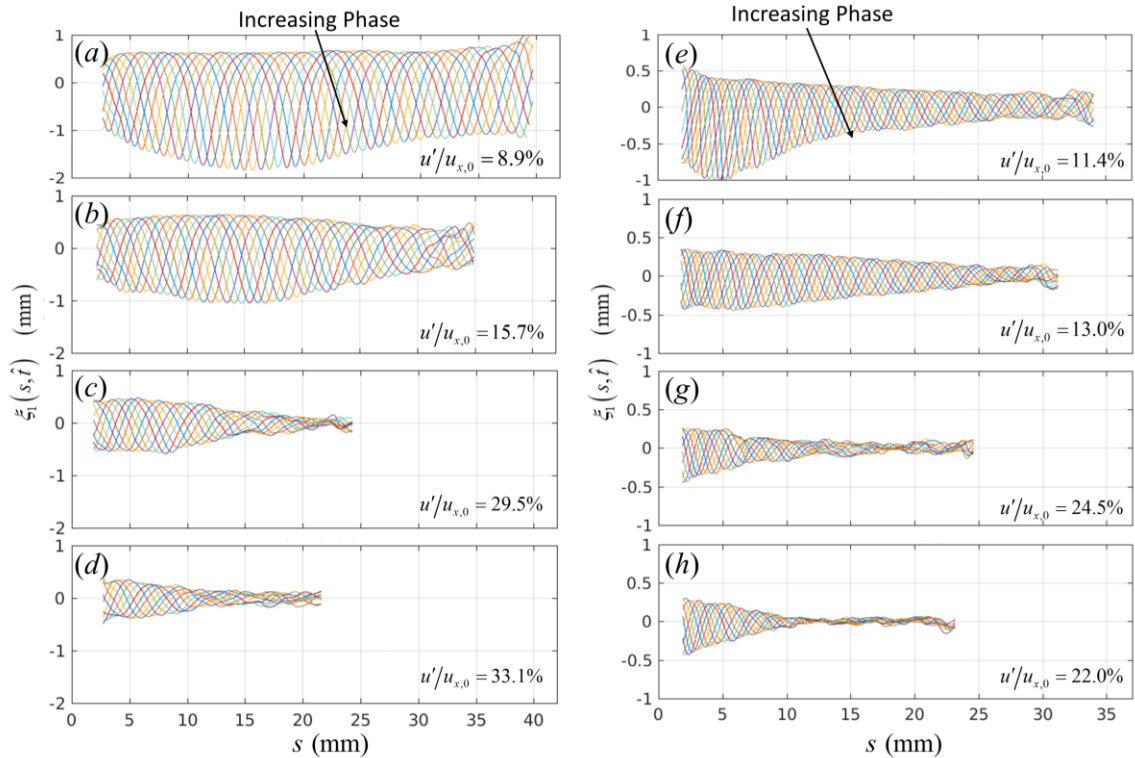 Increasing Phase
Increasing Phase
ξ₁(s,t̂) (mm)
(a)
1
0
-1
-2
u′/uₓ,₀ = 8.9%
(b)
1
0
-1
-2
u′/uₓ,₀ = 15.7%
(c)
1
0
-1
-2
u′/uₓ,₀ = 29.5%
(d)
1
0
-1
-2
u′/uₓ,₀ = 33.1%
0 5 10 15 20 25 30 35 40
s (mm)
(mm)
(e)
1
0.5
0
-0.5
-1
u′/uₓ,₀ = 11.4%
(f)
1
0.5
0
-0.5
-1
u′/uₓ,₀ = 13.0%
ξ₁(s,t̂)
(g)
1
0.5
0
-0.5
-1
u′/uₓ,₀ = 24.5%
(h)
1
0.5
0
-0.5
-1
u′/uₓ,₀ = 22.0%
0 5 10 15 20 25 30 35
s (mm)